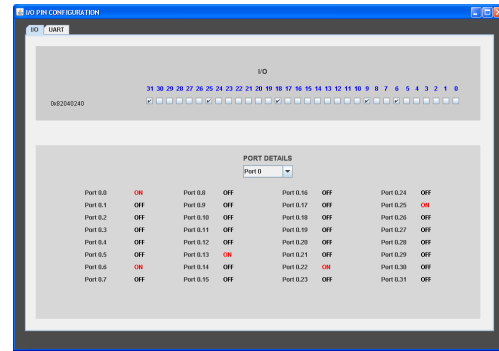 I/O PIN CONFIGURATION
I/O UART
I/O
31 30 29 28 27 26 25 24 23 22 21 20 19 18 17 16 15 14 13 12 11 10 9 8 7 6 5 4 3 2 1 0
0x82040240
PORT DETAILS
Port 0
Port 0.0 ON Port 0.8 OFF Port 0.16 OFF Port 0.24 OFF
Port 0.1 OFF Port 0.9 OFF Port 0.17 OFF Port 0.25 ON
Port 0.2 OFF Port 0.10 OFF Port 0.18 OFF Port 0.26 OFF
Port 0.3 OFF Port 0.11 OFF Port 0.19 OFF Port 0.27 OFF
Port 0.4 OFF Port 0.12 OFF Port 0.20 OFF Port 0.28 OFF
Port 0.5 OFF Port 0.13 ON Port 0.21 OFF Port 0.29 OFF
Port 0.6 ON Port 0.14 OFF Port 0.22 ON Port 0.30 OFF
Port 0.7 OFF Port 0.15 OFF Port 0.23 OFF Port 0.31 OFF